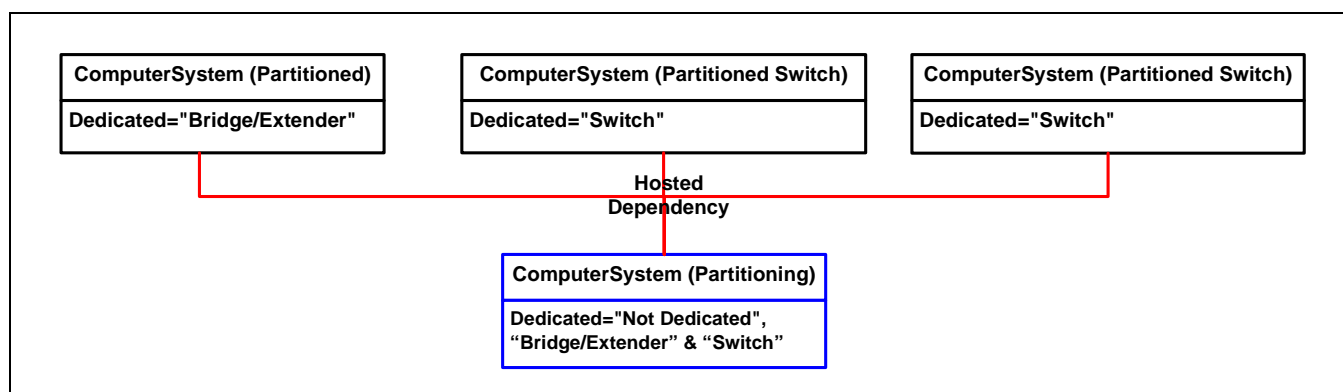 ComputerSystem (Partitioned)
Dedicated="Bridge/Extender"
ComputerSystem (Partitioned Switch)
Dedicated="Switch"
ComputerSystem (Partitioned Switch)
Dedicated="Switch"
Hosted
Dependency
ComputerSystem (Partitioning)
Dedicated="Not Dedicated",
“Bridge/Extender” & “Switch”